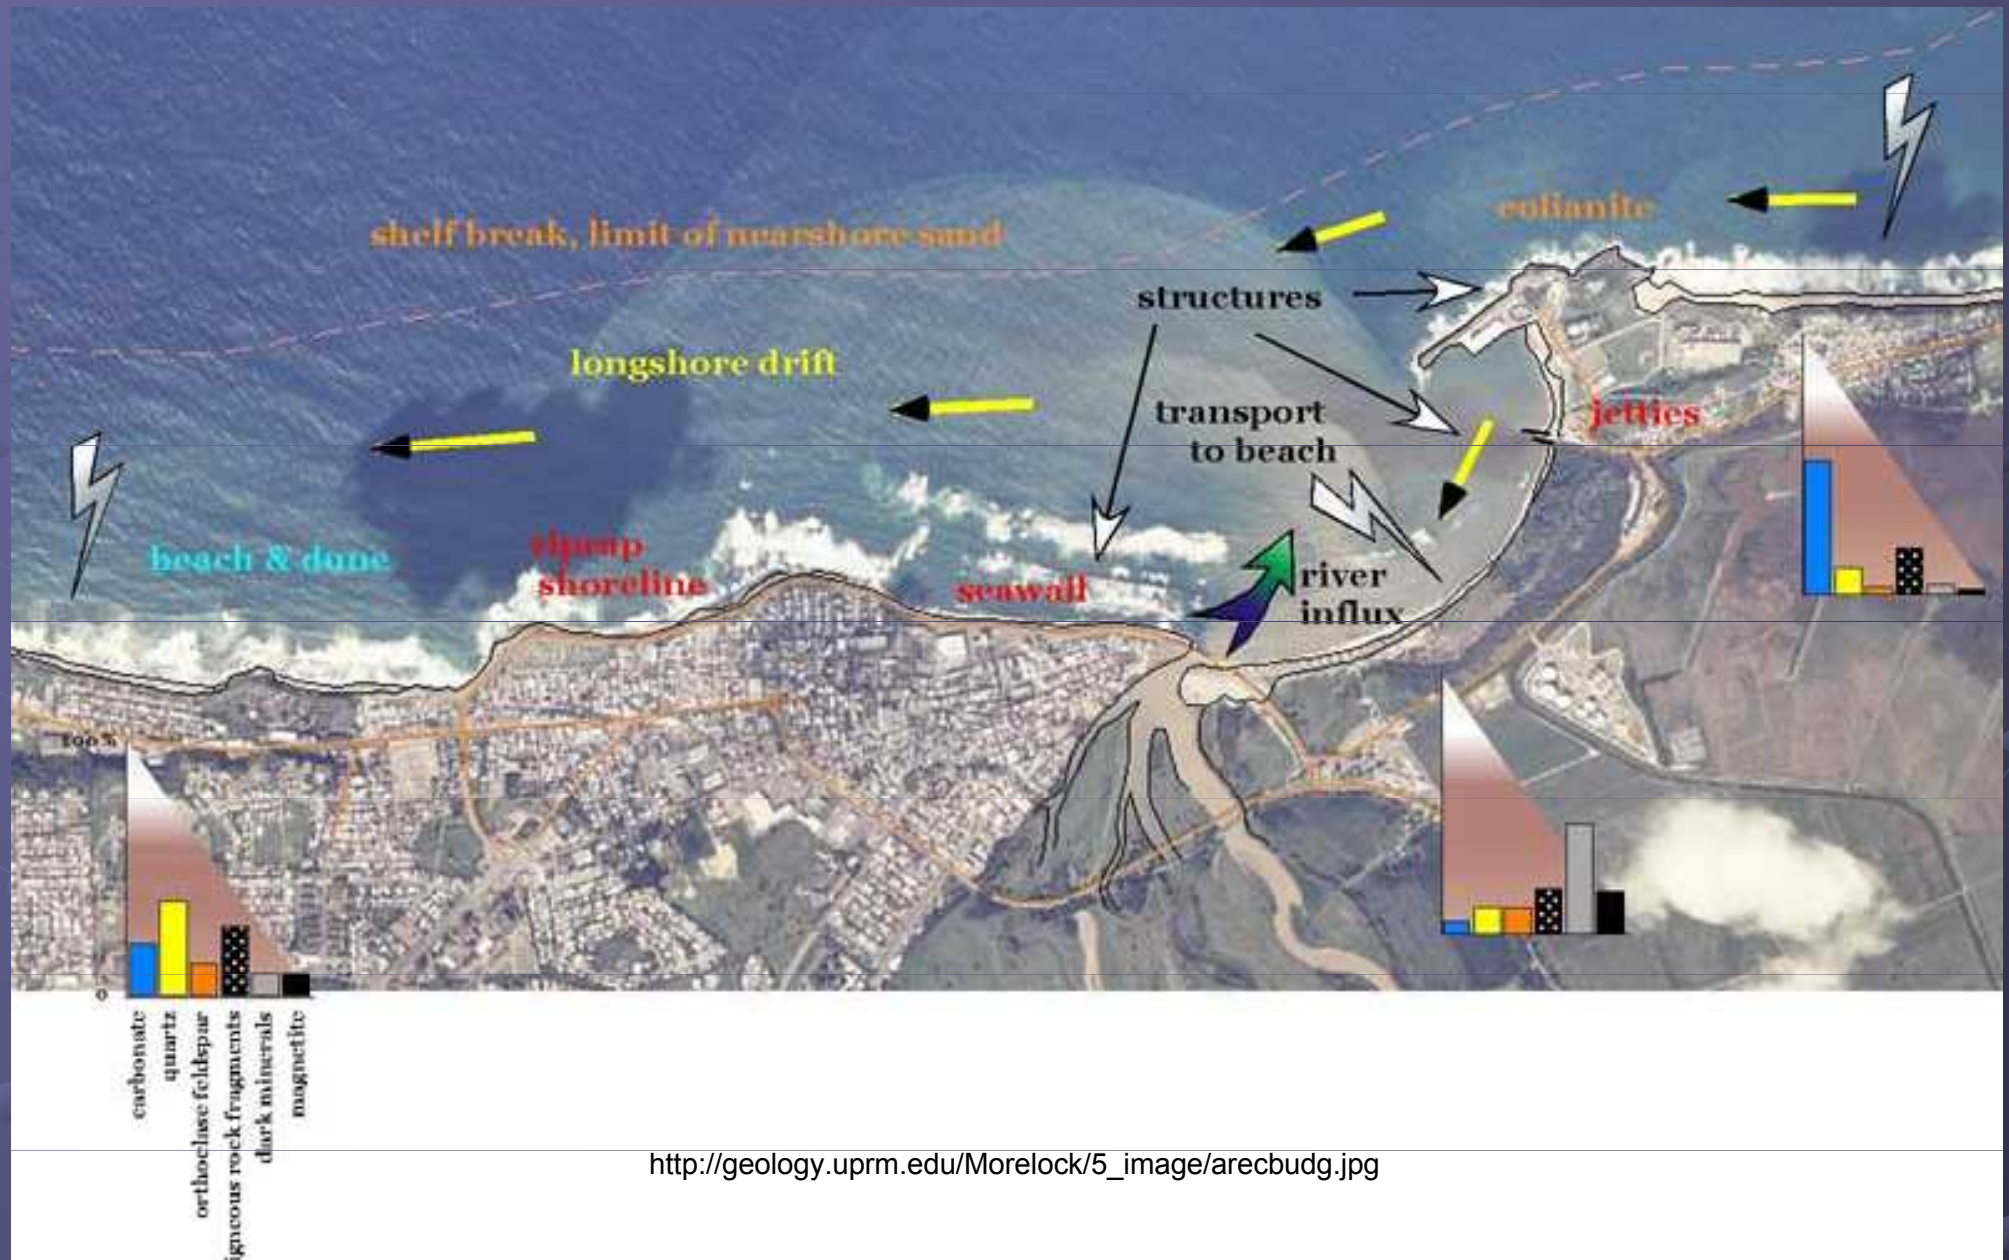 eolianite
shelf break, limit of nearshore sand
structures
longshore drift
transport
to beach
jetties
beach & dune
shoreline
seawall
river
influx
100%
0
carbonate
quartz
orthoclase feldspar
igneous rock fragments
dark minerals
magnetite
http://geology.uprm.edu/Morelock/5_image/arecbudg.jpg